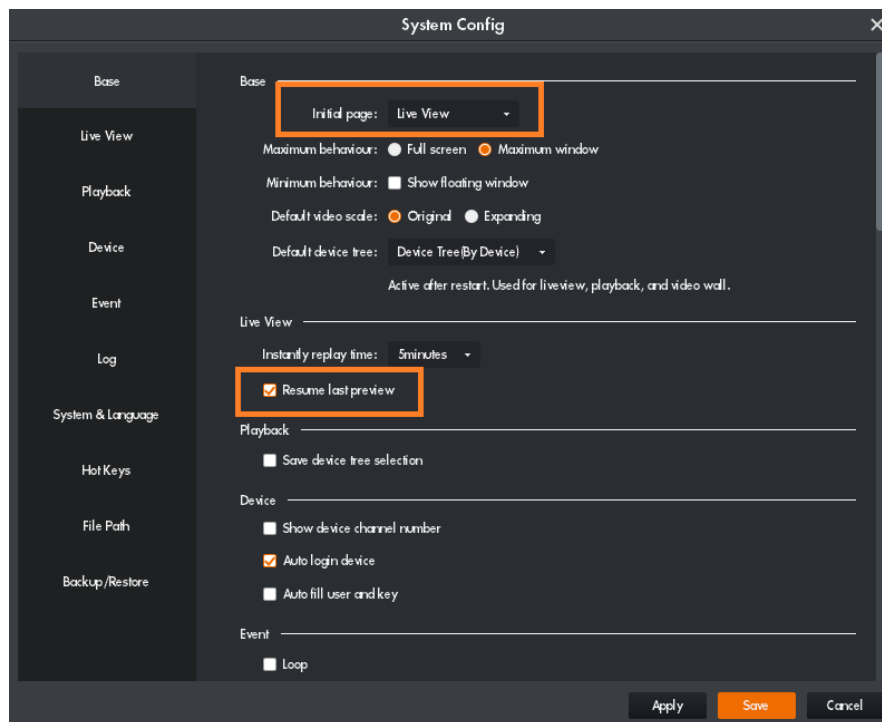 System Config
Base
Live View
Playback
Device
Event
Log
System & Language
Hot Keys
File Path
Backup/Restore
Base
Initial page: Live View
Maximum behaviour: Full screen Maximum window
Minimum behaviour: Show floating window
Default video scale: Original Expanding
Default device tree: Device Tree(By Device)
Active after restart. Used for liveview, playback, and video wall.
Live View
Instantly replay time: 5minutes
Resume last preview
Playback
Save device tree selection
Device
Show device channel number
Auto login device
Auto fill user and key
Event
Loop
Apply Save Cancel